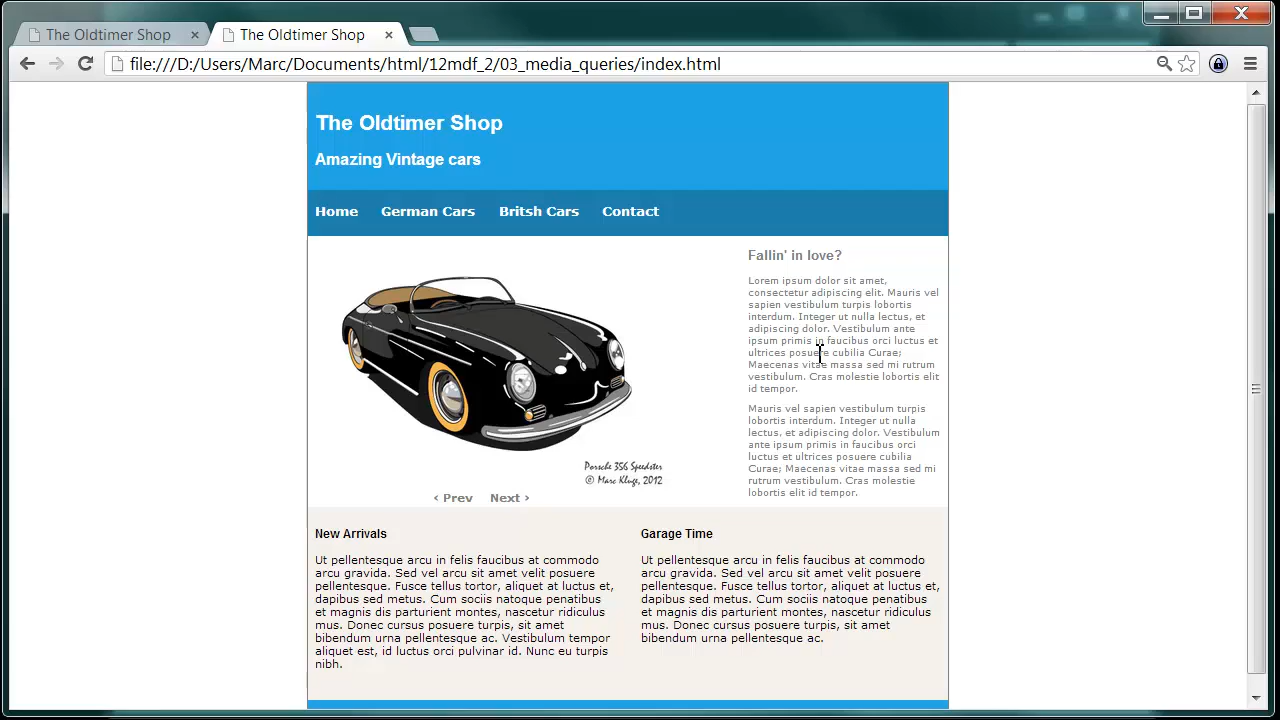 The Oldtimer Shop
The Oldtimer Shop
file:///D:/Users/Marc/Documents/html/12mdf_2/03_media_queries/index.html
The Oldtimer Shop
Amazing Vintage cars
Home German Cars Britsh Cars Contact
Porsche 356 Speedster
© Marc Kluge, 2012
‹ Prev Next ›
Fallin' in love?
Lorem ipsum dolor sit amet,
consectetur adipiscing elit. Mauris vel
sapien vestibulum turpis lobortis
interdum. Integer ut nulla lectus, et
adipiscing dolor. Vestibulum ante
ipsum primis in faucibus orci luctus et
ultrices posuere cubilia Curae;
Maecenas vitae massa sed mi rutrum
vestibulum. Cras molestie lobortis elit
id tempor.
Mauris vel sapien vestibulum turpis
lobortis interdum. Integer ut nulla
lectus, et adipiscing dolor. Vestibulum
ante ipsum primis in faucibus orci
luctus et ultrices posuere cubilia
Curae; Maecenas vitae massa sed mi
rutrum vestibulum. Cras molestie
lobortis elit id tempor.
New Arrivals
Ut pellentesque arcu in felis faucibus at commodo
arcu gravida. Sed vel arcu sit amet velit posuere
pellentesque. Fusce tellus tortor, aliquet at luctus et,
dapibus sed metus. Cum sociis natoque penatibus
et magnis dis parturient montes, nascetur ridiculus
mus. Donec cursus posuere turpis, sit amet
bibendum urna pellentesque ac. Vestibulum tempor
aliquet est, id luctus orci pulvinar id. Nunc eu turpis
nibh.
Garage Time
Ut pellentesque arcu in felis faucibus at commodo
arcu gravida. Sed vel arcu sit amet velit posuere
pellentesque. Fusce tellus tortor, aliquet at luctus et,
dapibus sed metus. Cum sociis natoque penatibus
et magnis dis parturient montes, nascetur ridiculus
mus. Donec cursus posuere turpis, sit amet
bibendum urna pellentesque ac.